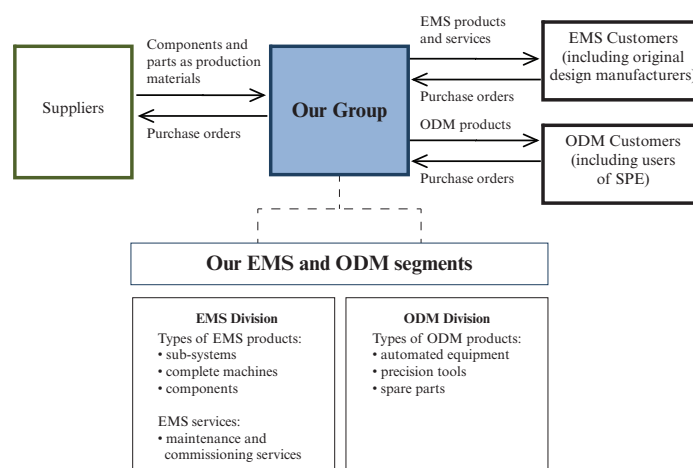 Suppliers
Components and
parts as production
materials
Purchase orders
Our Group
EMS products
and services
Purchase orders
ODM products
Purchase orders
EMS Customers
(including original
design manufacturers)
ODM Customers
(including users
of SPE)
Our EMS and ODM segments
EMS Division
Types of EMS products:
• sub-systems
• complete machines
• components
EMS services:
• maintenance and
commissioning services
ODM Division
Types of ODM products:
• automated equipment
• precision tools
• spare parts